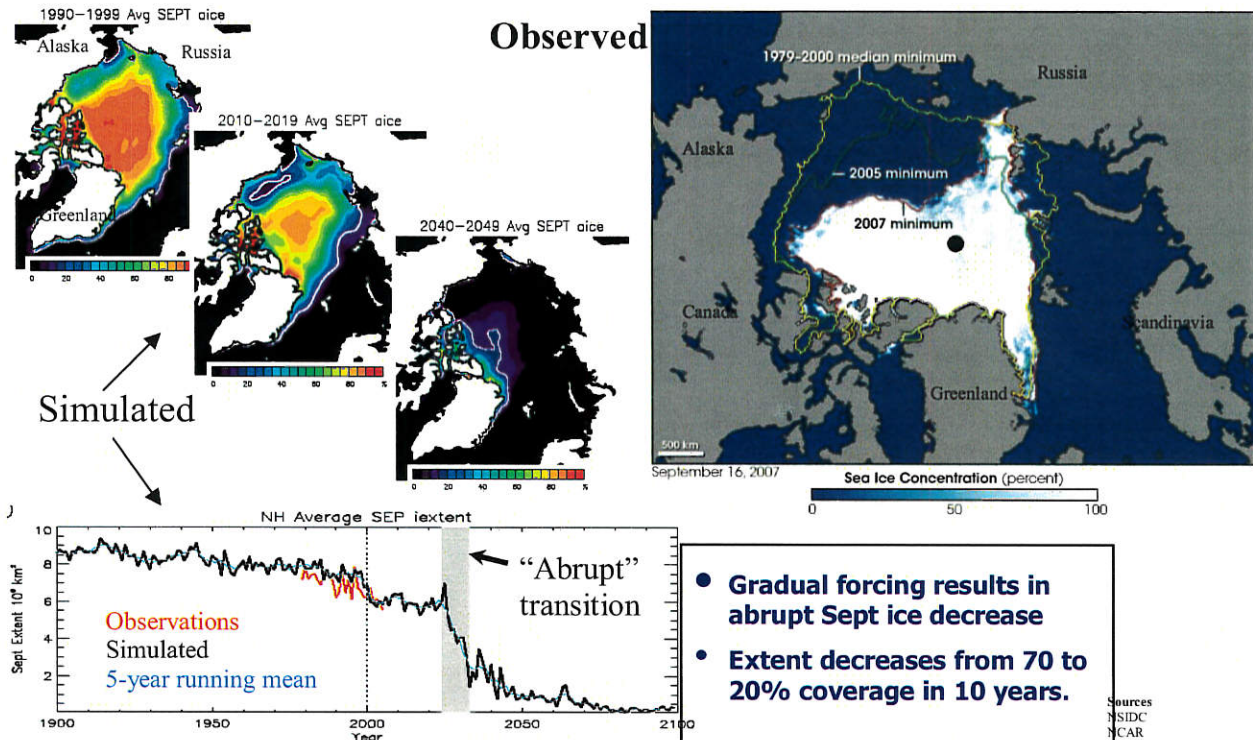 1990-1999 Avg SEPT aice
Alaska
Russia
Greenland
0 20 40 60 80
2010-2019 Avg SEPT aice
0 20 40 60 80 %
2040-2049 Avg SEPT aice
0 20 40 60 80 %
Simulated
Observed
1979-2000 median minimum
Russia
Alaska
2005 minimum
2007 minimum
Canada
Scandinavia
Greenland
500 km
September 16, 2007
Sea Ice Concentration (percent)
0 50 100
NH Average SEP iextent
Sept Extent 10⁶ km²
10
8
6
4
2
Observations
Simulated
5-year running mean
"Abrupt"
transition
1900 1950 2000 2050 2100
Year
• Gradual forcing results in
abrupt Sept ice decrease
• Extent decreases from 70 to
20% coverage in 10 years.
Sources
NSIDC
NCAR